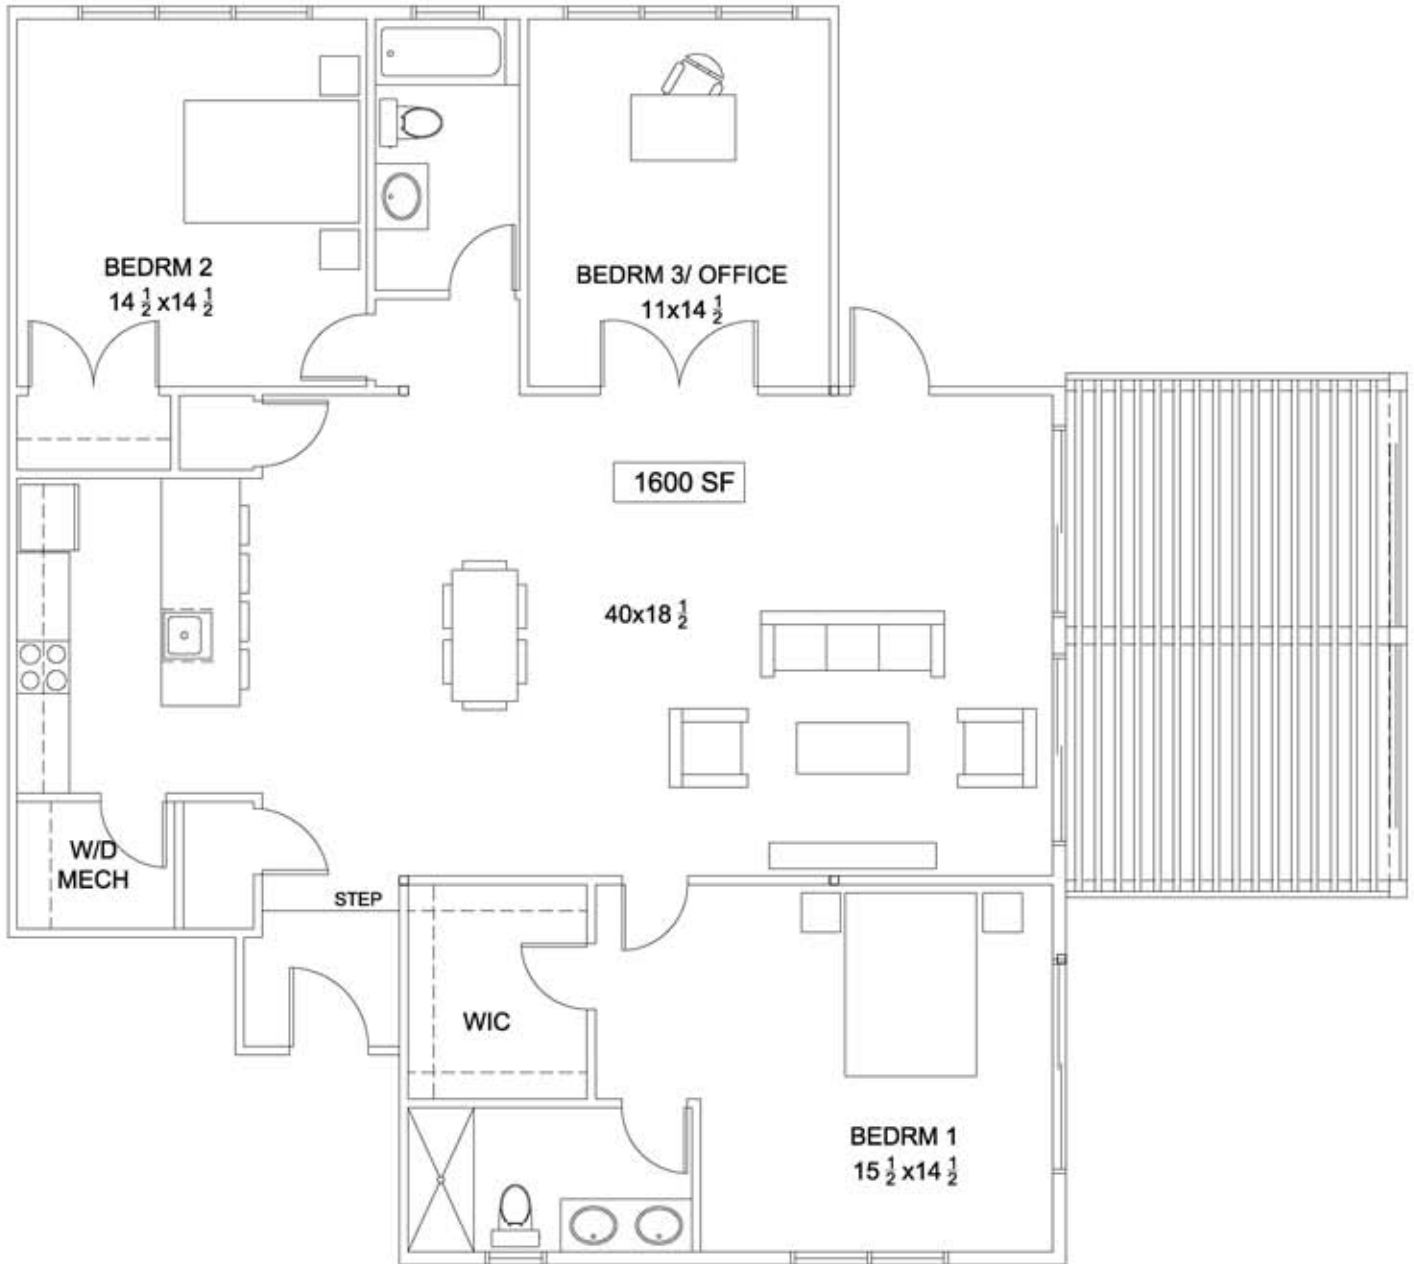 BEDRM 2
14 1/2 x14 1/2
BEDRM 3/ OFFICE
11x14 1/2
1600 SF
40x18 1/2
W/D
MECH
STEP
WIC
BEDRM 1
15 1/2 x14 1/2